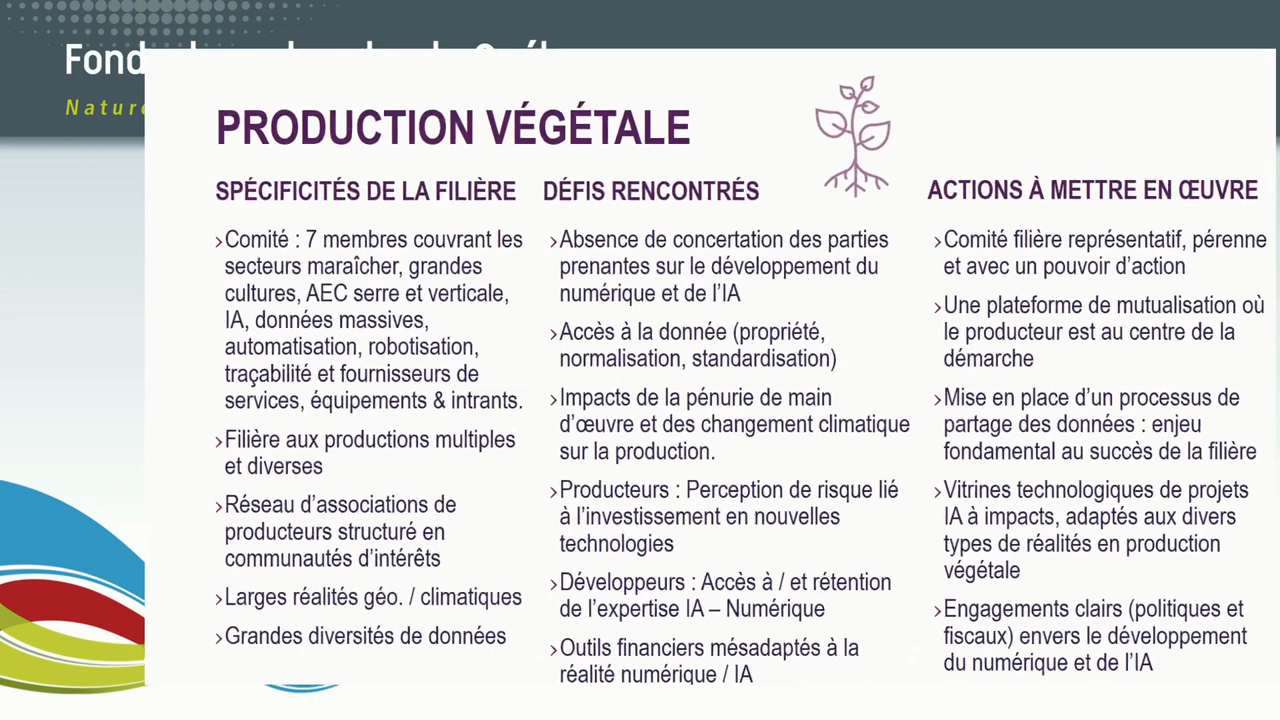 Fond
Nature
PRODUCTION VÉGÉTALE
SPÉCIFICITÉS DE LA FILIÈRE
›Comité : 7 membres couvrant les
secteurs maraîcher, grandes
cultures, AEC serre et verticale,
IA, données massives,
automatisation, robotisation,
traçabilité et fournisseurs de
services, équipements & intrants.
›Filière aux productions multiples
et diverses
›Réseau d’associations de
producteurs structuré en
communautés d’intérêts
›Larges réalités géo. / climatiques
›Grandes diversités de données
DÉFIS RENCONTRÉS
›Absence de concertation des parties
prenantes sur le développement du
numérique et de l’IA
›Accès à la donnée (propriété,
normalisation, standardisation)
›Impacts de la pénurie de main
d’œuvre et des changement climatique
sur la production.
›Producteurs : Perception de risque lié
à l’investissement en nouvelles
technologies
›Développeurs : Accès à / et rétention
de l’expertise IA – Numérique
›Outils financiers mésadaptés à la
réalité numérique / IA
ACTIONS À METTRE EN ŒUVRE
›Comité filière représentatif, pérenne
et avec un pouvoir d’action
›Une plateforme de mutualisation où
le producteur est au centre de la
démarche
›Mise en place d’un processus de
partage des données : enjeu
fondamental au succès de la filière
›Vitrines technologiques de projets
IA à impacts, adaptés aux divers
types de réalités en production
végétale
›Engagements clairs (politiques et
fiscaux) envers le développement
du numérique et de l’IA